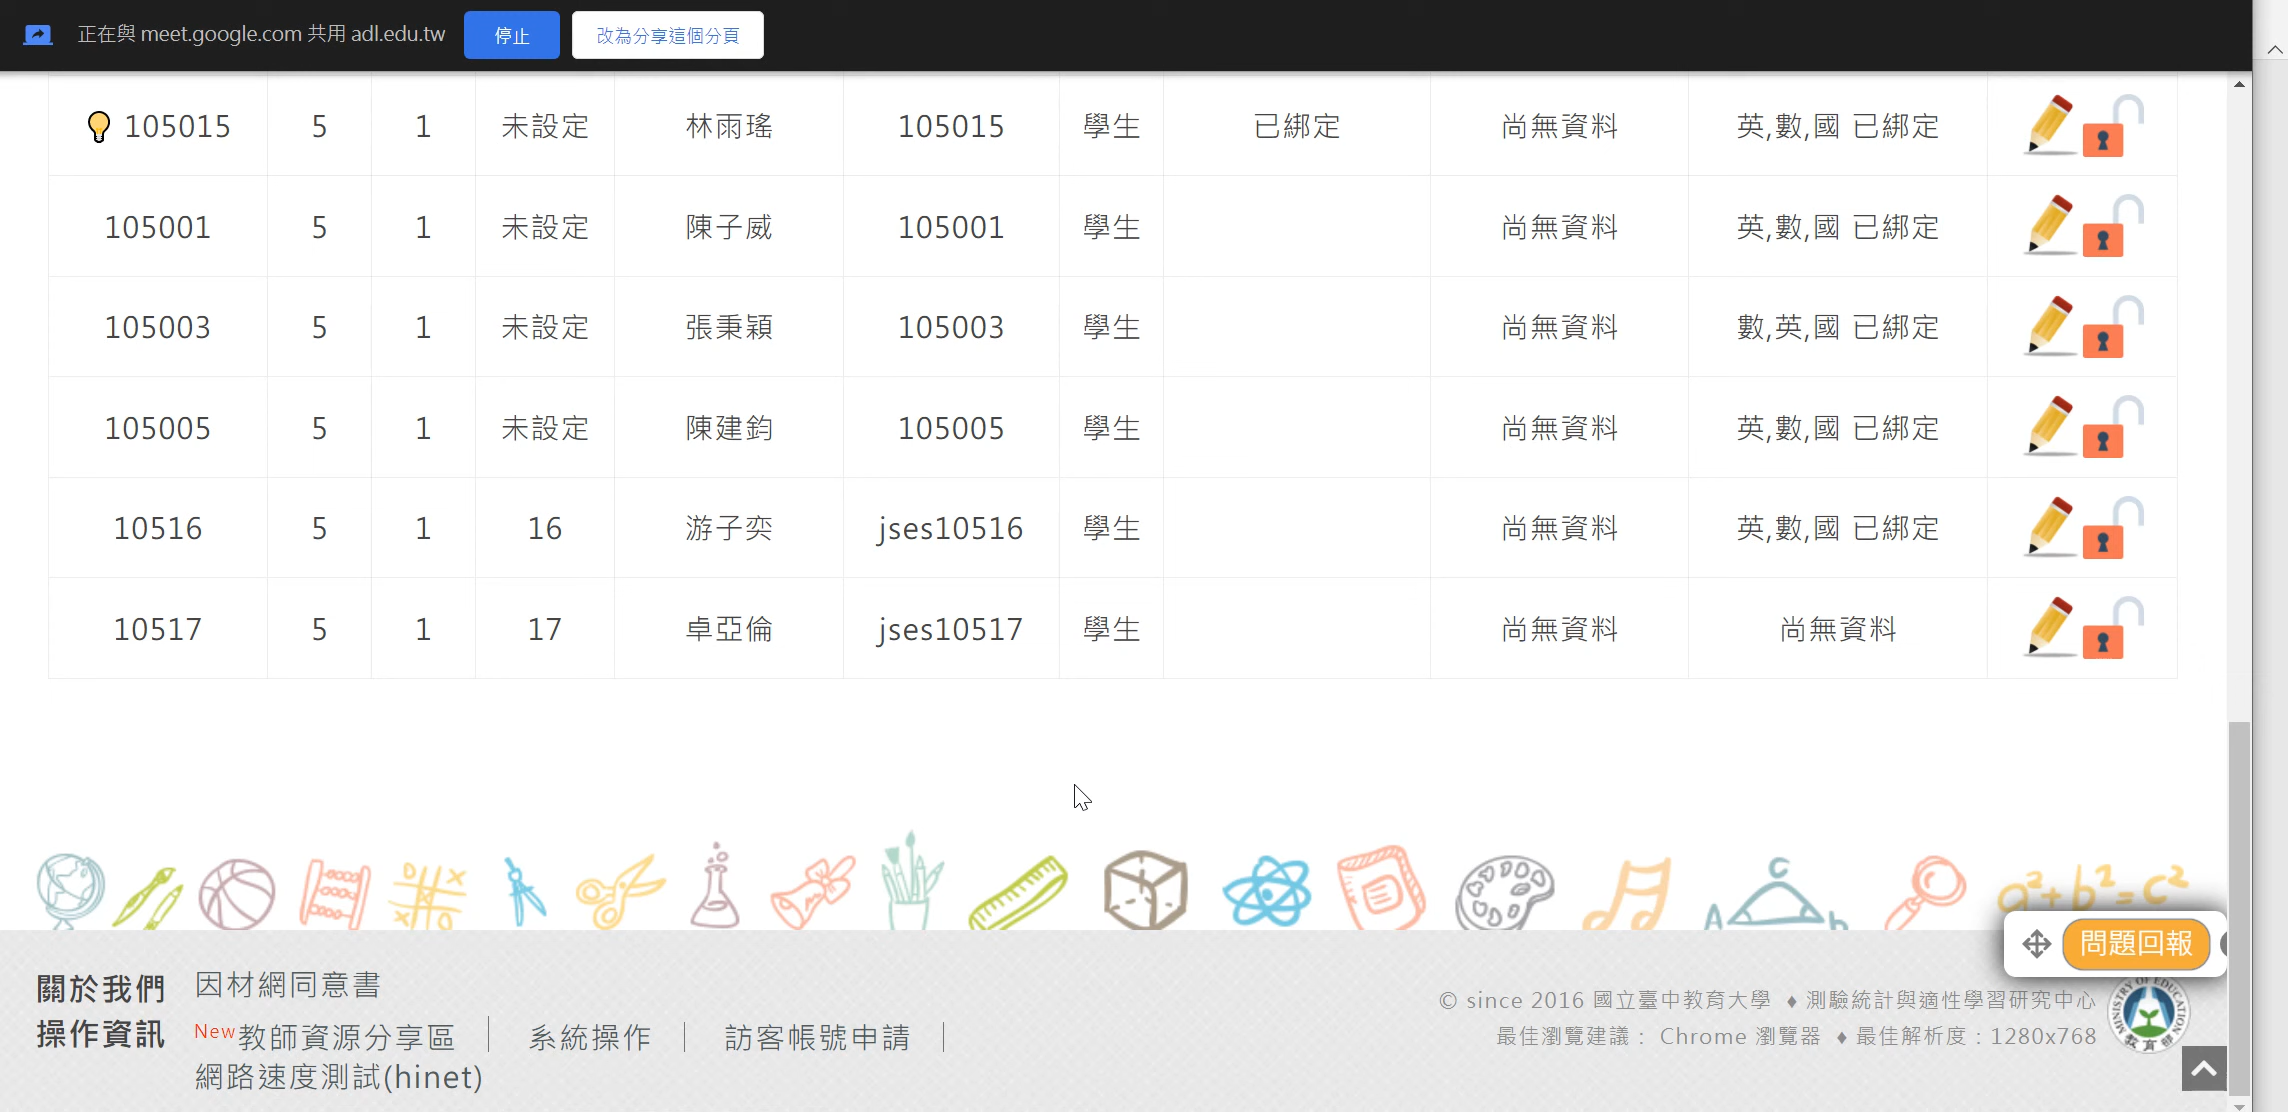 正在與 meet.google.com 共用 adl.edu.tw 停止 改為分享這個分頁
105015 5 1 未設定 林雨瑤 105015 學生 已綁定 尚無資料 英,數,國 已綁定
105001 5 1 未設定 陳子威 105001 學生 尚無資料 英,數,國 已綁定
105003 5 1 未設定 張秉穎 105003 學生 尚無資料 數,英,國 已綁定
105005 5 1 未設定 陳建鈞 105005 學生 尚無資料 英,數,國 已綁定
10516 5 1 16 游子奕 jses10516 學生 尚無資料 英,數,國 已綁定
10517 5 1 17 卓亞倫 jses10517 學生 尚無資料 尚無資料
a²+b²=c²
A b
問題回報
關於我們 因材網同意書
操作資訊 New教師資源分享區 系統操作 訪客帳號申請
網路速度測試(hinet)
© since 2016 國立臺中教育大學 ♦ 測驗統計與適性學習研究中心
最佳瀏覽建議： Chrome 瀏覽器 ♦ 最佳解析度：1280x768
MINISTRY OF EDUCATION
教育部